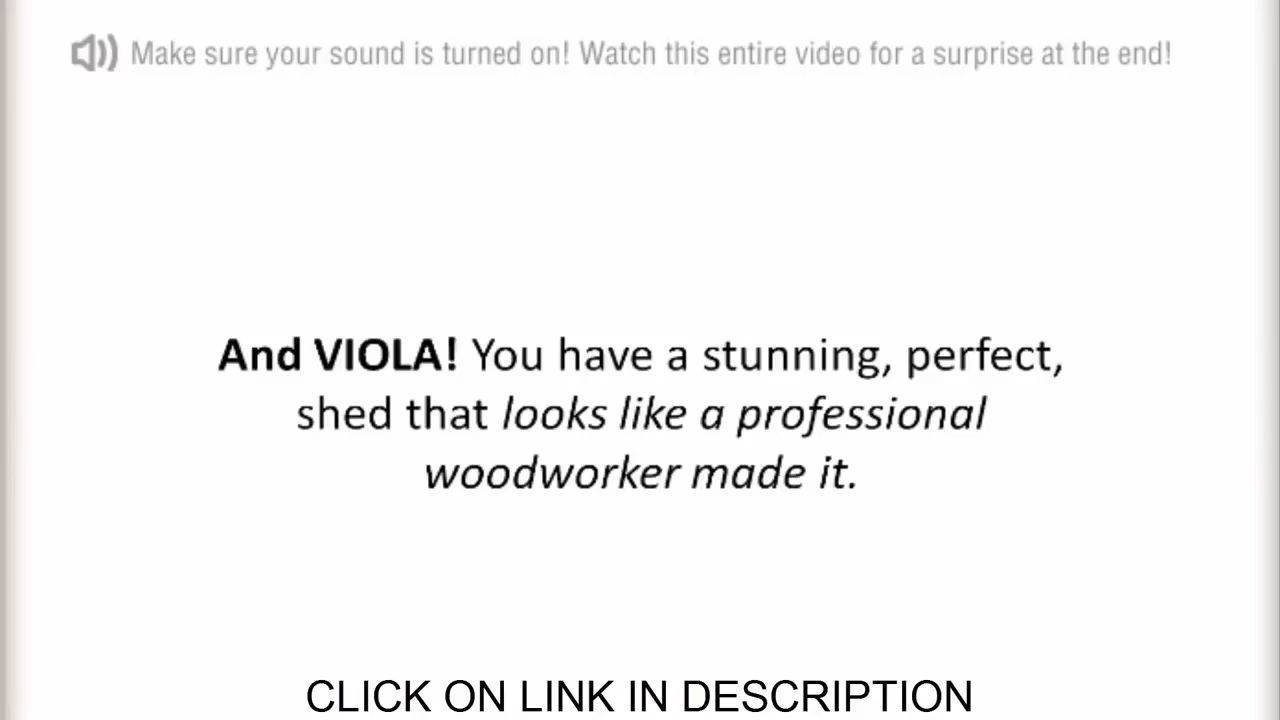 Make sure your sound is turned on! Watch this entire video for a surprise at the end!
And VIOLA! You have a stunning, perfect,
shed that looks like a professional
woodworker made it.
CLICK ON LINK IN DESCRIPTION